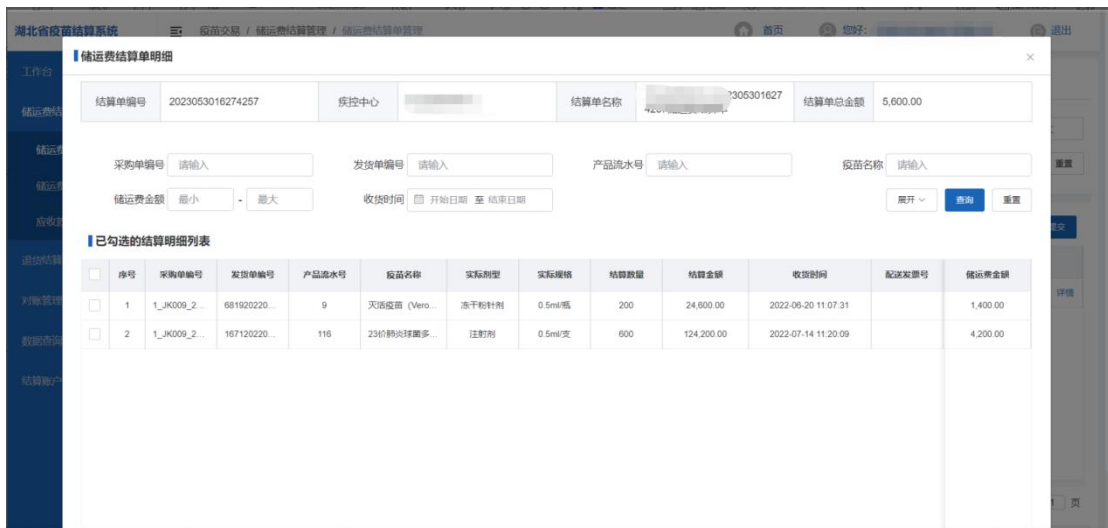 湖北省疫苗结算系统 疫苗交易 / 储运费结算管理 / 储运费结算单管理 首页 您好: 退出
工作台
储运费结算单明细
结算单编号 2023053016274257 疾控中心 结算单名称 2305301627 结算单总金额 5,600.00
储运费结
采购单编号 请输入 发货单编号 请输入 产品流水号 请输入 疫苗名称 请输入
储运费 重置
储运费金额 最小 - 最大 收货时间 开始日期 至 结束日期 展开 查询 重置
储运费
应收款
提交
已勾选的结算明细列表
退货结算
序号 采购单编号 发货单编号 产品流水号 疫苗名称 实际剂型 实际规格 结算数量 结算金额 收货时间 配送发票号 储运费金额
对账管理 详情
1 1_JK009_2... 681920220... 9 灭活疫苗（Vero... 冻干粉针剂 0.5ml/瓶 200 24,600.00 2022-06-20 11:07:31 1,400.00
2 1_JK009_2... 167120220... 116 23价肺炎球菌多... 注射剂 0.5ml/支 600 124,200.00 2022-07-14 11:20:09 4,200.00
数据查询
结算账户
1 页